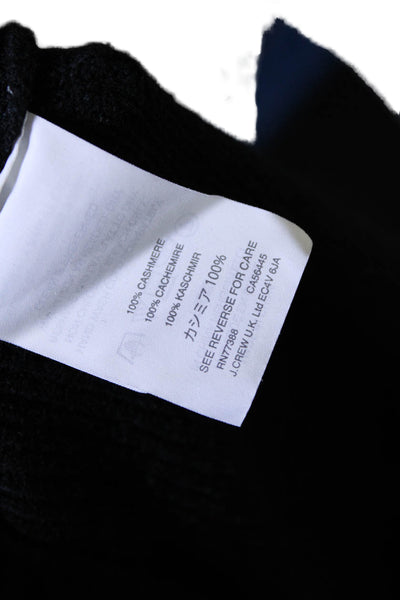 100% CASHMERE
100% CACHEMIRE
100% KASCHMIR
カシミア 100%
SEE REVERSE FOR CARE
RN77388 CA56445
J.CREW U.K. Ltd EC4V 6JA